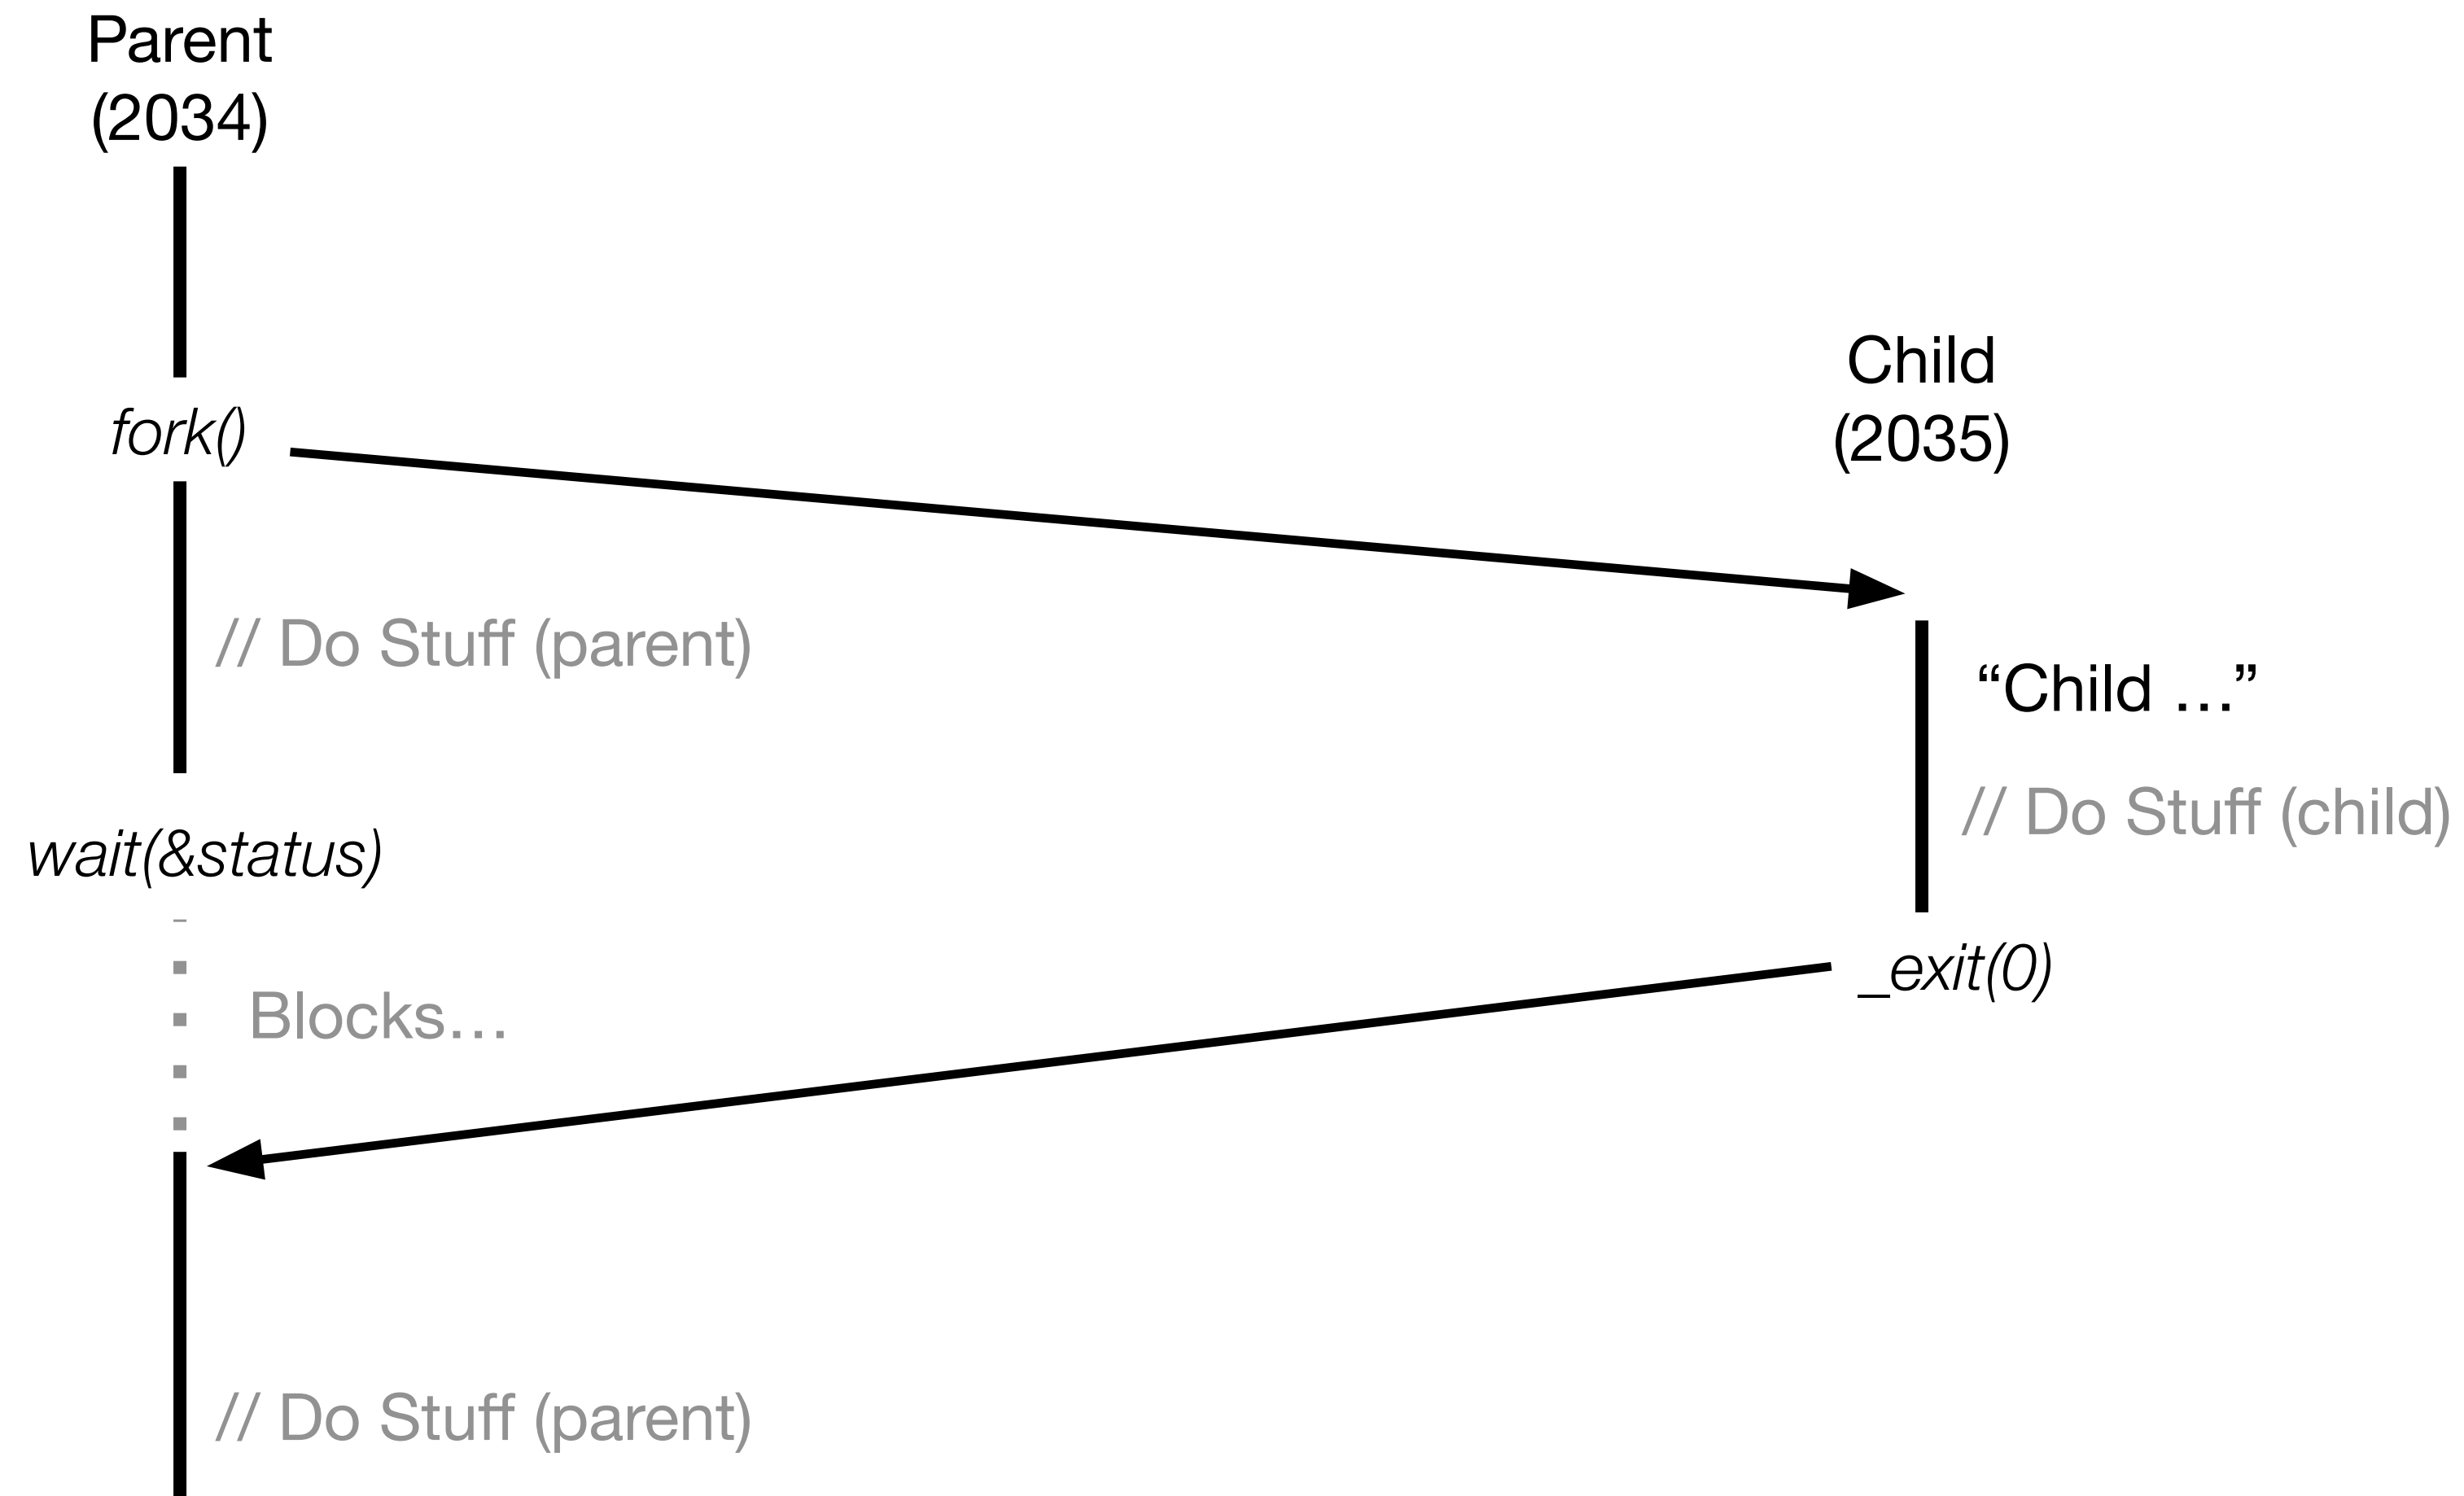 Parent
(2034)
Child
(2035)
fork()
// Do Stuff (parent)
“Child …”
// Do Stuff (child)
wait(&status)
_exit(0)
Blocks…
// Do Stuff (parent)